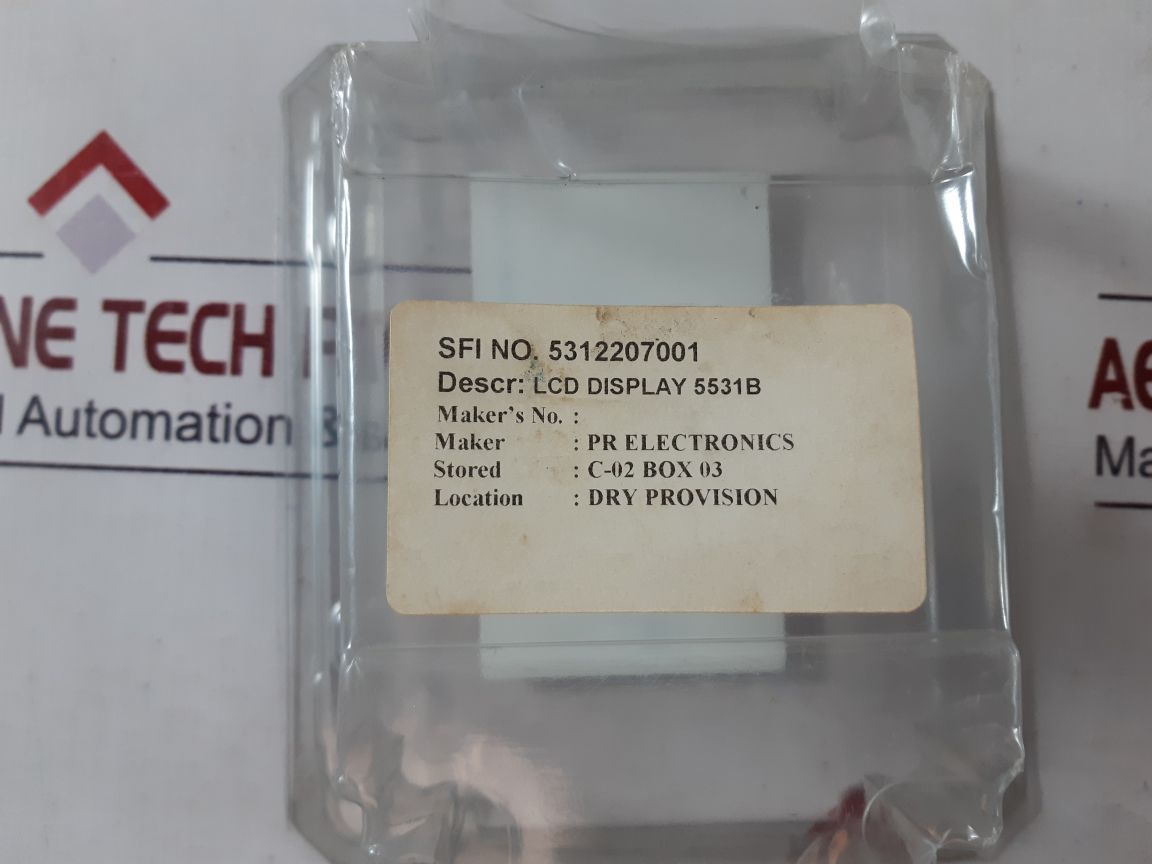 NE TECH
Automation
SFI NO. 5312207001
Descr: LCD DISPLAY 5531B
Maker's No. :
Maker : PR ELECTRONICS
Stored : C-02 BOX 03
Location : DRY PROVISION
A
Ma